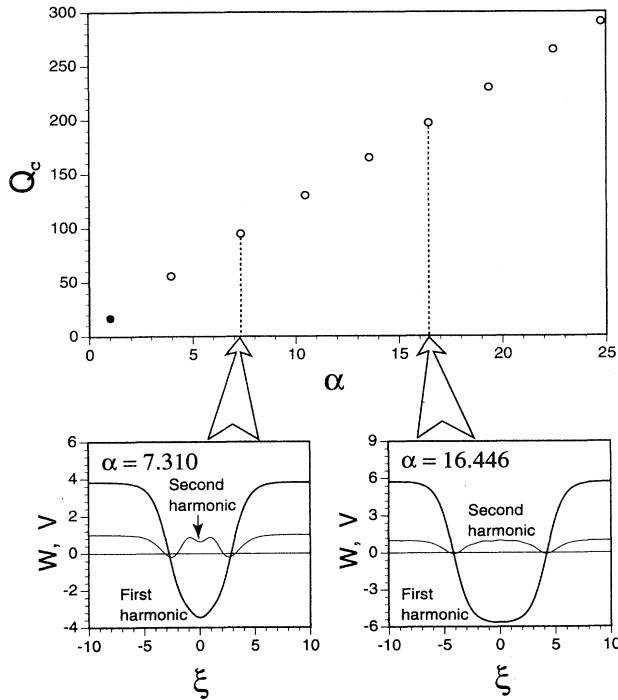 300
250
200
150
100
50
0
Qc
0 5 10 15 20 25
α
6
4
2
0
-2
-4
W, V
α = 7.310
Second
harmonic
First
harmonic
-10 -5 0 5 10
ξ
9
6
3
0
-3
-6
W, V
α = 16.446
Second
harmonic
First
harmonic
-10 -5 0 5 10
ξ